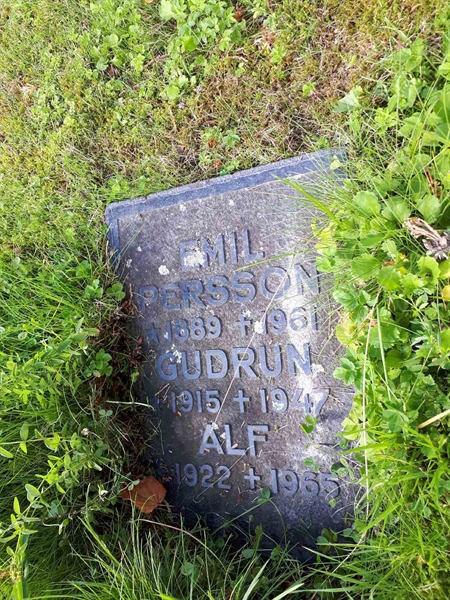 EMIL
PERSSON
* 1889 + 1961
GUDRUN
* 1915 + 1947
ALF
* 1922 + 1965